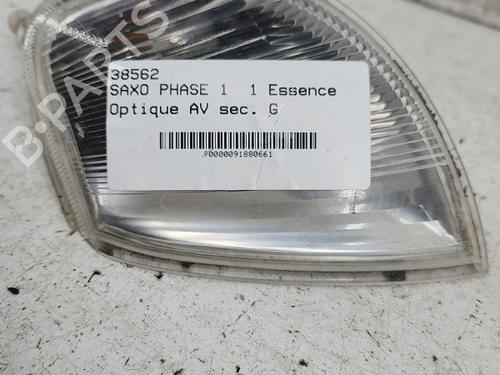 38562
SAXO PHASE 1 1 Essence
Optique AV sec. G
P0000091880661
B-PARTS